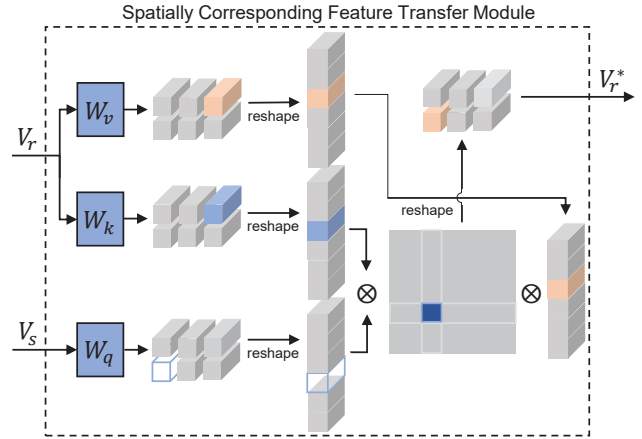 Spatially Corresponding Feature Transfer Module
V_r
W_v
reshape
V_r^*
W_k
reshape
reshape
V_s
W_q
reshape
⊗
⊗